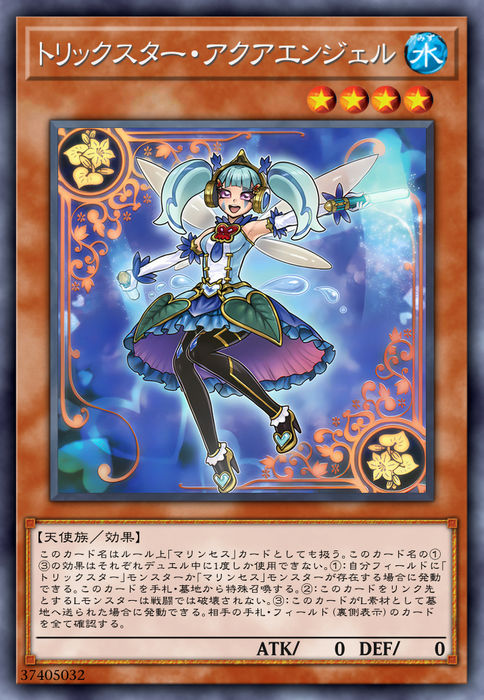 トリックスター・アクアエンジェル
みず
水
【天使族／効果】
このカード名はルール上「マリンセス」カードとしても扱う。このカード名の①
③の効果はそれぞれデュエル中に1度しか使用できない。①：自分フィールドに「
トリックスター」モンスターか「マリンセス」モンスターが存在する場合に発動
できる。このカードを手札・墓地から特殊召喚する。②：このカードをリンク先
とするLモンスターは戦闘では破壊されない。③：このカードがL素材として墓
地へ送られた場合に発動できる。相手の手札・フィールド（裏側表示）のカード
を全て確認する。
ATK/ 0 DEF/ 0
37405032